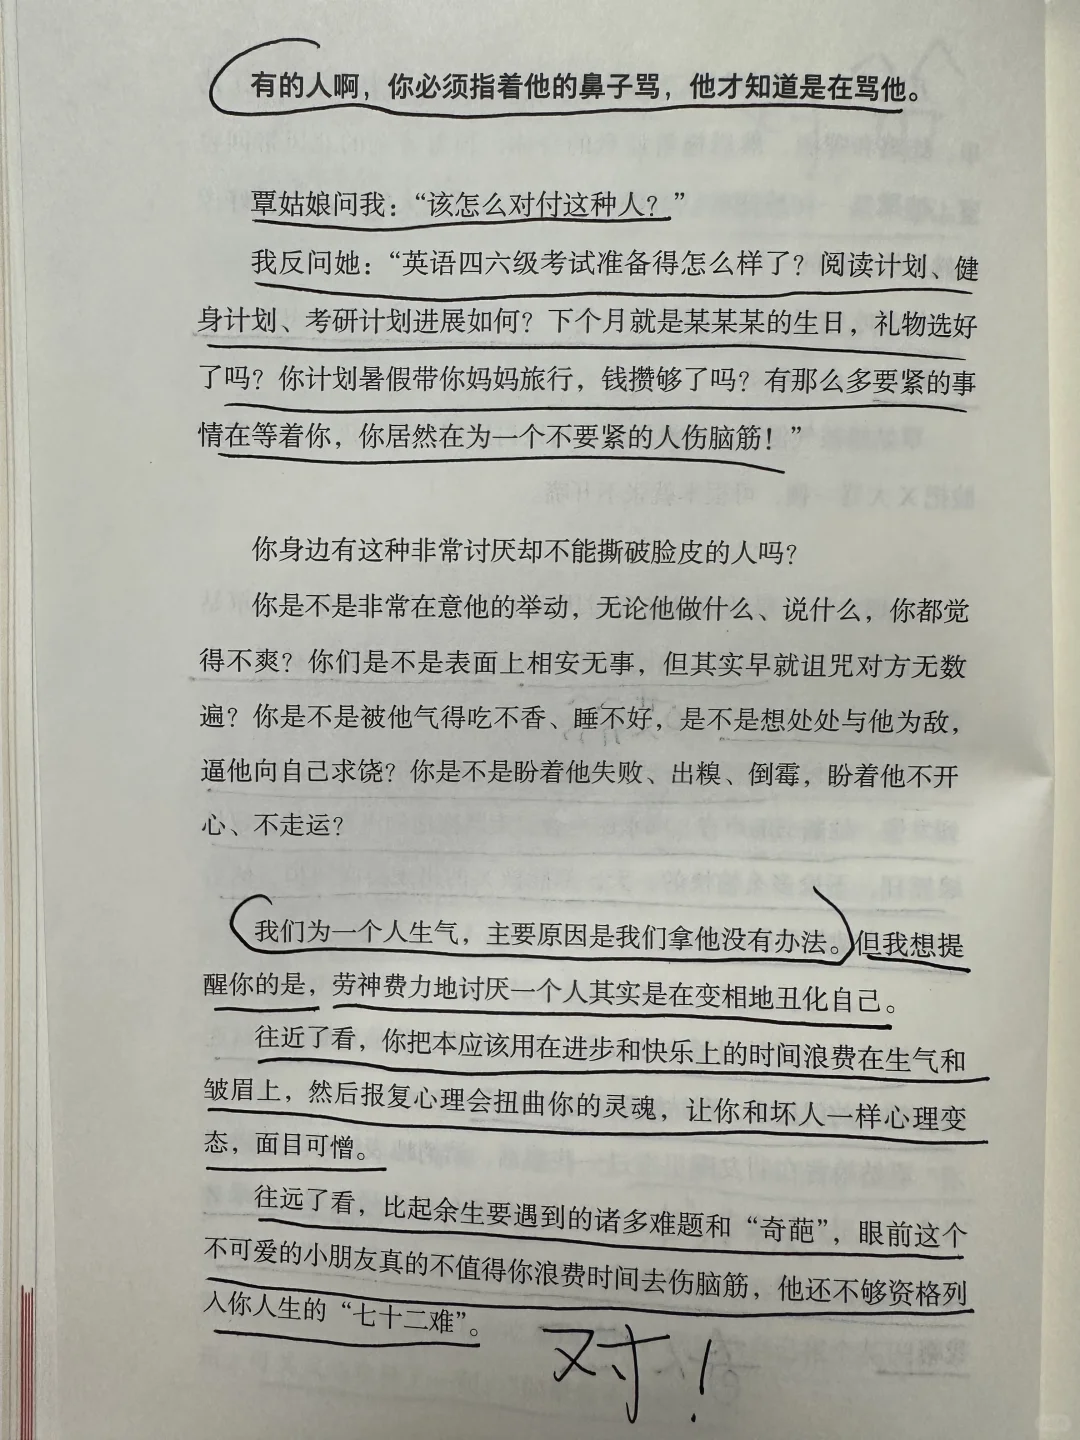 有的人啊，你必须指着他的鼻子骂，他才知道是在骂他。
覃姑娘问我：“该怎么对付这种人？”
我反问她：“英语四六级考试准备得怎么样了？阅读计划、健
身计划、考研计划进展如何？下个月就是某某某的生日，礼物选好
了吗？你计划暑假带你妈妈旅行，钱攒够了吗？有那么多要紧的事
情在等着你，你居然在为一个不要紧的人伤脑筋！”
你身边有这种非常讨厌却不能撕破脸皮的人吗？
你是不是非常在意他的举动，无论他做什么、说什么，你都觉
得不爽？你们是不是表面上相安无事，但其实早就诅咒对方无数
遍？你是不是被他气得吃不香、睡不好，是不是想处处与他为敌，
逼他向自己求饶？你是不是盼着他失败、出糗、倒霉，盼着他不开
心、不走运？
我们为一个人生气，主要原因是我们拿他没有办法。但我想提
醒你的是，劳神费力地讨厌一个人其实是在变相地丑化自己。
往近了看，你把本应该用在进步和快乐上的时间浪费在生气和
皱眉上，然后报复心理会扭曲你的灵魂，让你和坏人一样心理变
态，面目可憎。
往远了看，比起余生要遇到的诸多难题和“奇葩”，眼前这个
不可爱的小朋友真的不值得你浪费时间去伤脑筋，他还不够资格列
入你人生的“七十二难”。
对！